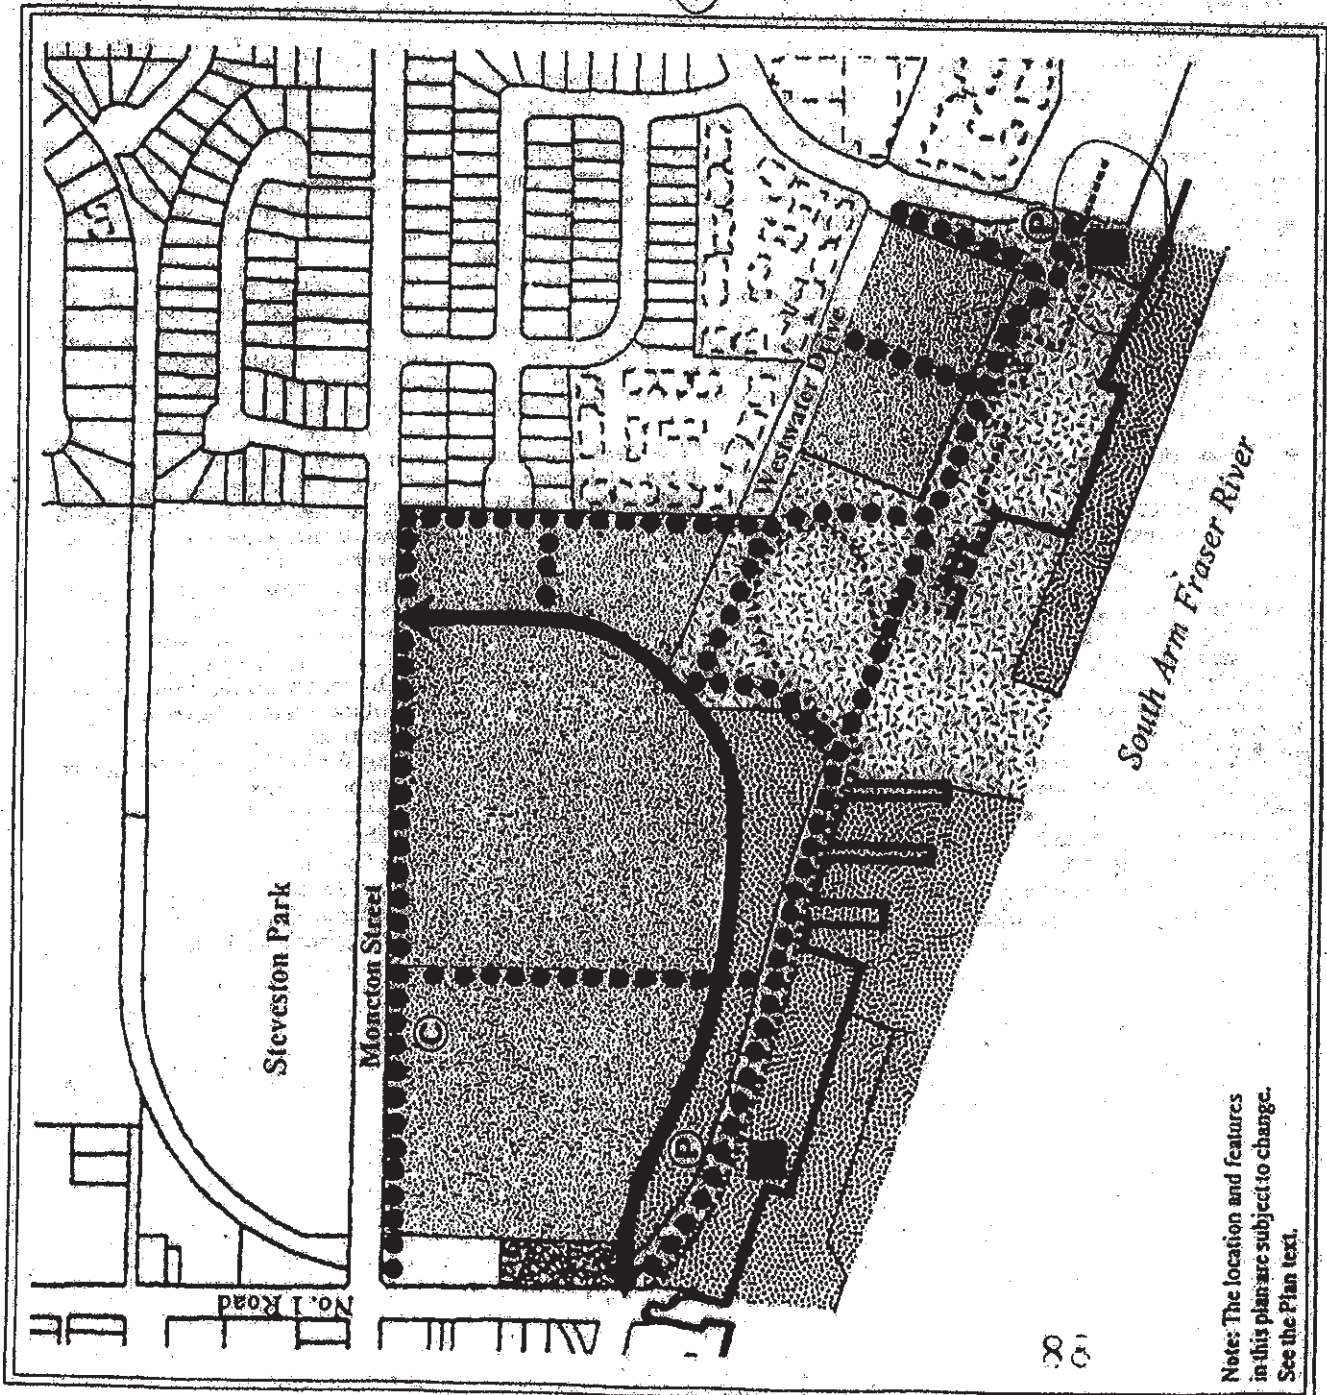 Steveston Park
Moncton Street
No. 1 Road
Westwater Drive
South Arm Fraser River
C
P
P
Note: The location and features
in this plan are subject to change.
See the Plan text.